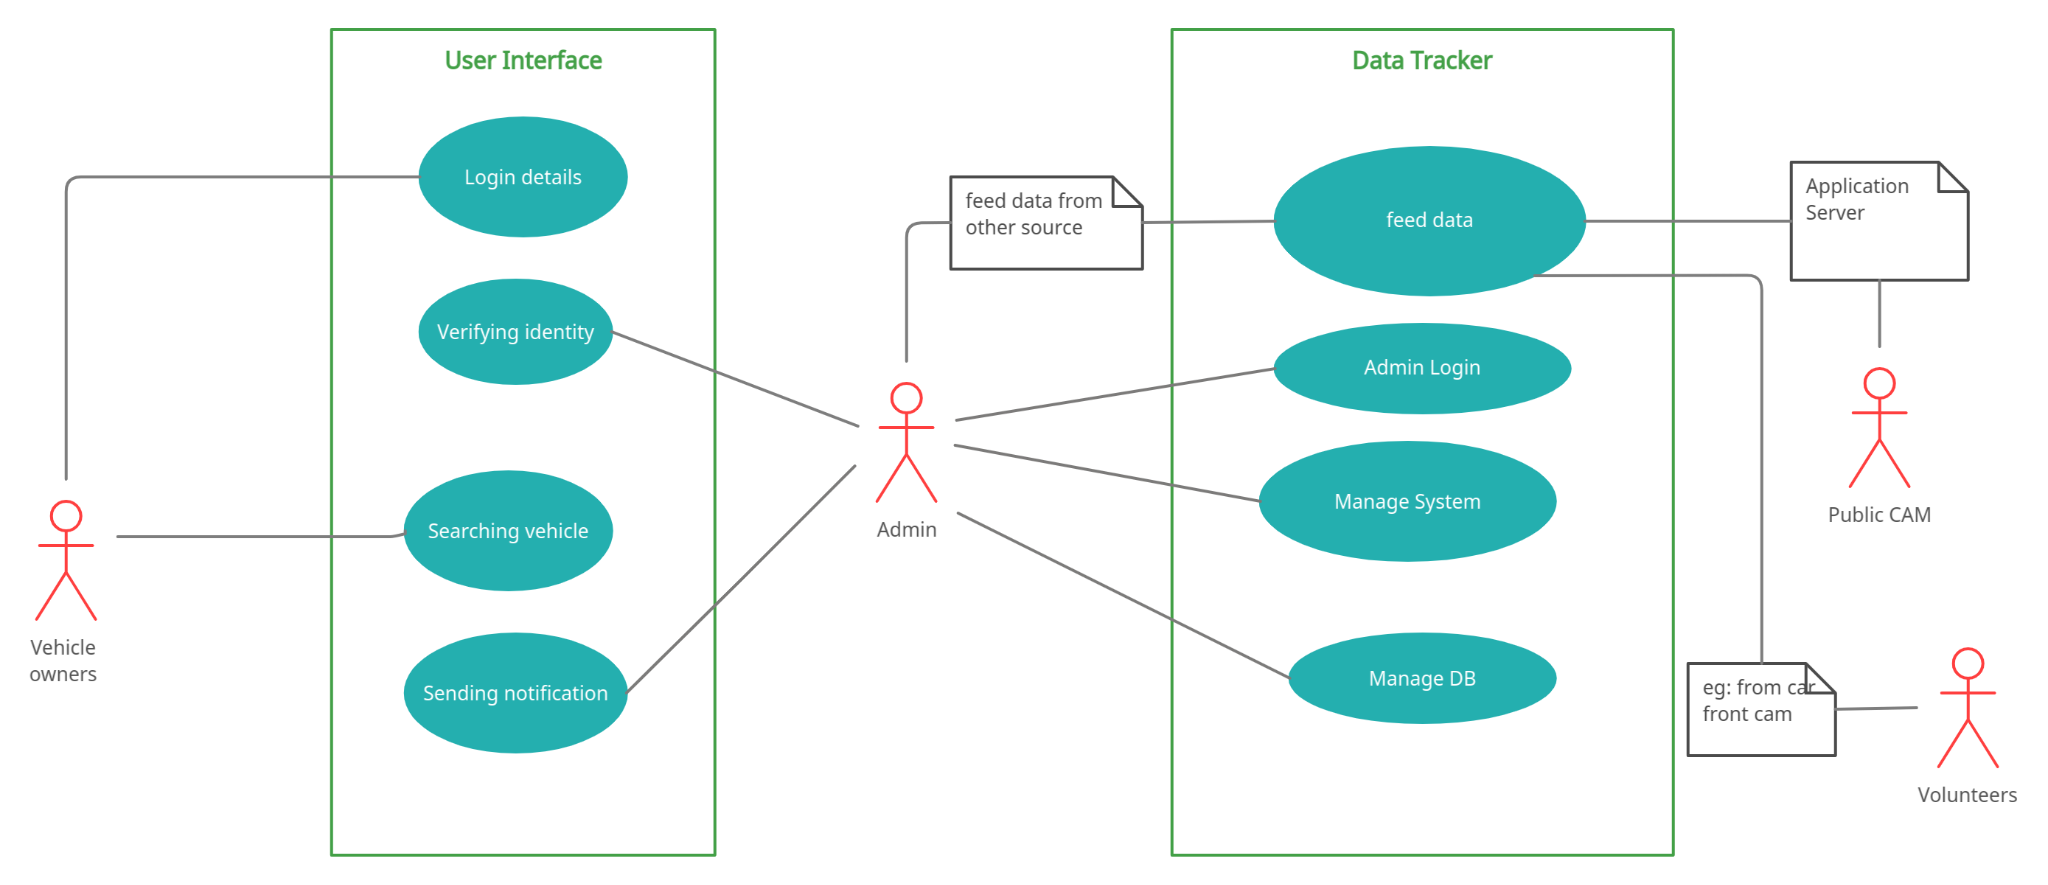 User Interface
Login details
Verifying identity
Searching vehicle
Sending notification
Vehicle
owners
Admin
feed data from
other source
Data Tracker
feed data
Admin Login
Manage System
Manage DB
Application
Server
Public CAM
eg: from car
front cam
Volunteers